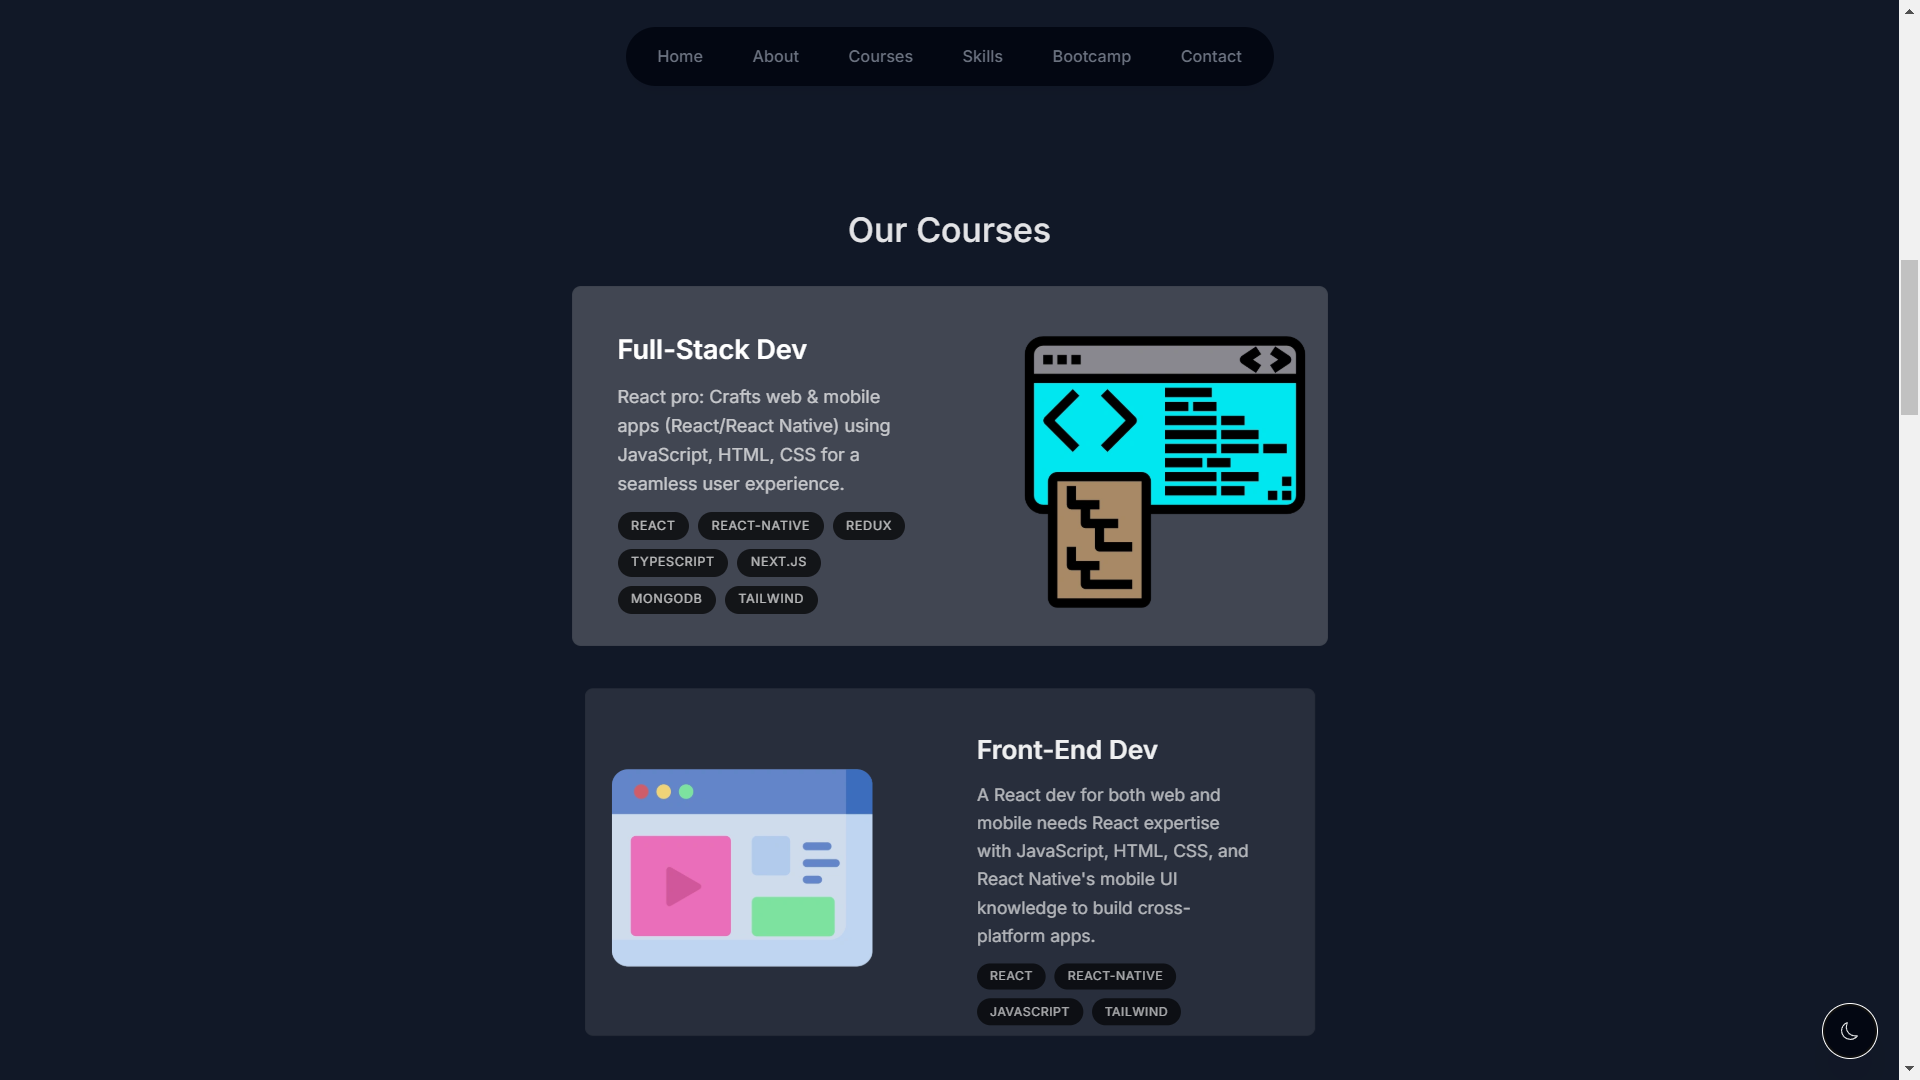 Home About Courses Skills Bootcamp Contact
Our Courses
Full-Stack Dev
React pro: Crafts web & mobile
apps (React/React Native) using
JavaScript, HTML, CSS for a
seamless user experience.
REACT REACT-NATIVE REDUX
TYPESCRIPT NEXT.JS
MONGODB TAILWIND
Front-End Dev
A React dev for both web and
mobile needs React expertise
with JavaScript, HTML, CSS, and
React Native's mobile UI
knowledge to build cross-
platform apps.
REACT REACT-NATIVE
JAVASCRIPT TAILWIND